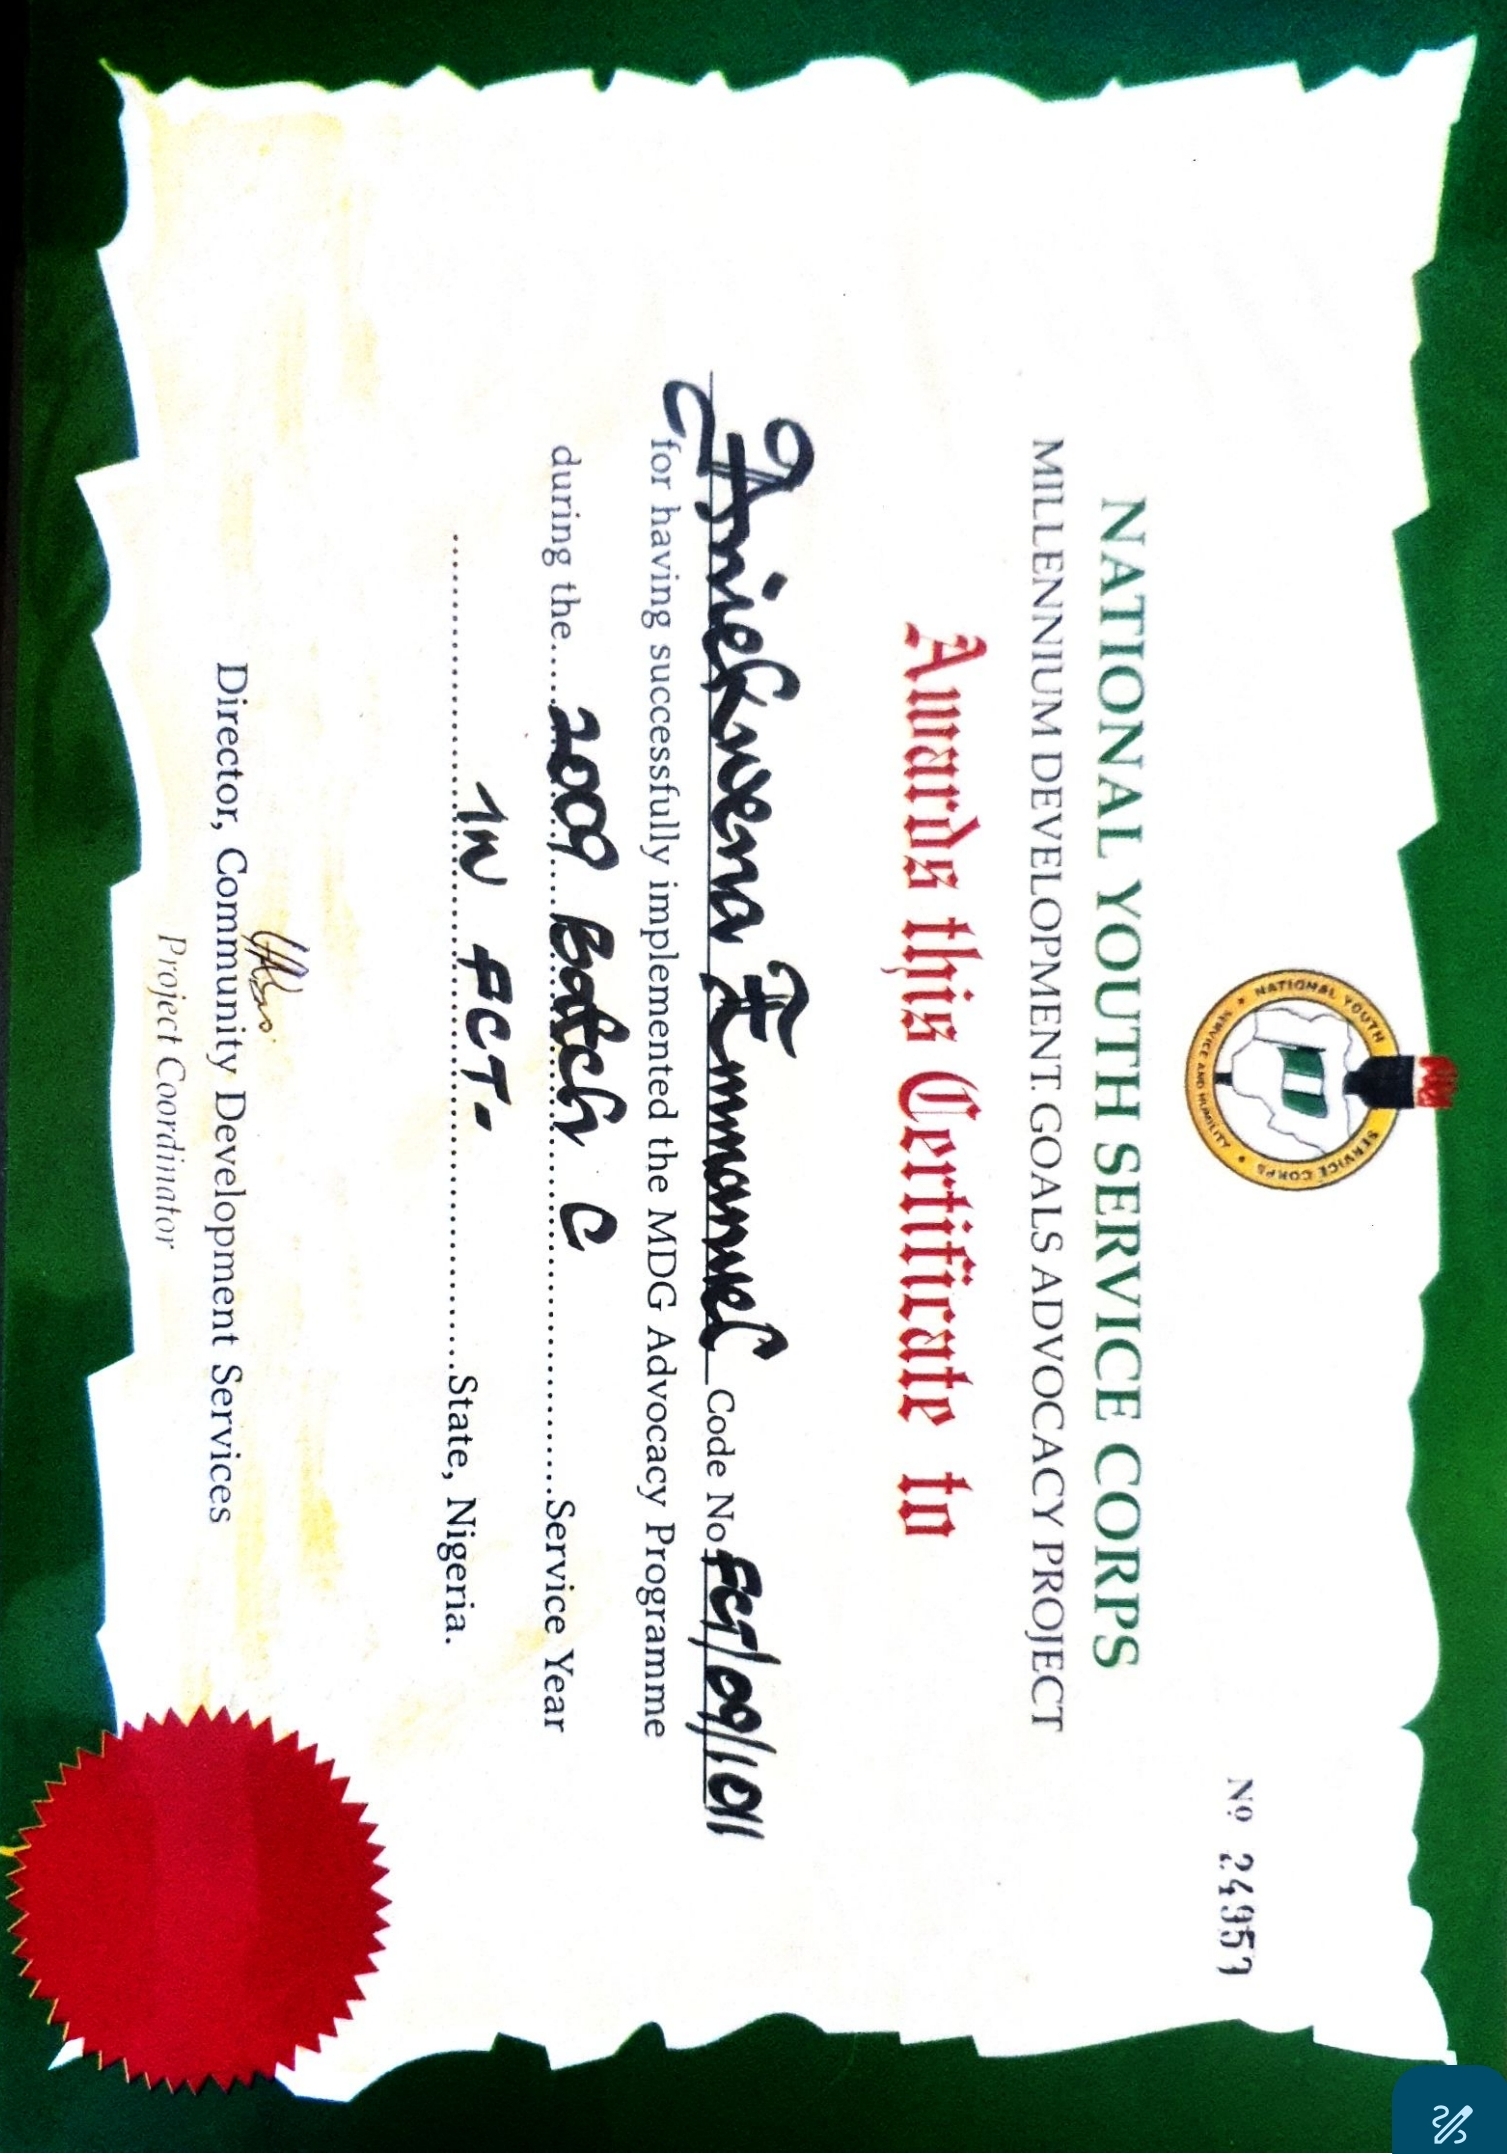 NATIONAL YOUTH SERVICE CORPS
SERVICE AND HUMILITY
Nº 24959
NATIONAL YOUTH SERVICE CORPS
MILLENNIUM DEVELOPMENT. GOALS ADVOCACY PROJECT
Awards this Certificate to
Aniekwena Emmanuel Code No FCT/09/1011
for having successfully implemented the MDG Advocacy Programme
during the.....2009 Batch C.....Service Year
IN FCT- .....State, Nigeria.
Director, Community Development Services
Project Coordinator